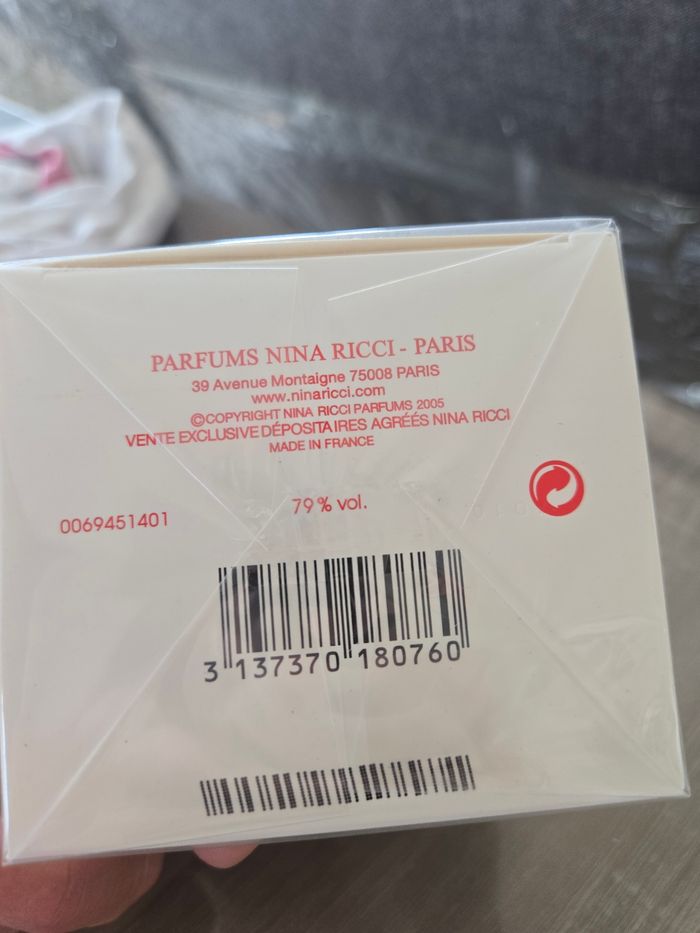 PARFUMS NINA RICCI - PARIS
39 Avenue Montaigne 75008 PARIS
www.ninaricci.com
©COPYRIGHT NINA RICCI PARFUMS 2005
VENTE EXCLUSIVE DÉPOSITAIRES AGRÉÉS NINA RICCI
MADE IN FRANCE
79% vol.
0069451401
3 137370 180760